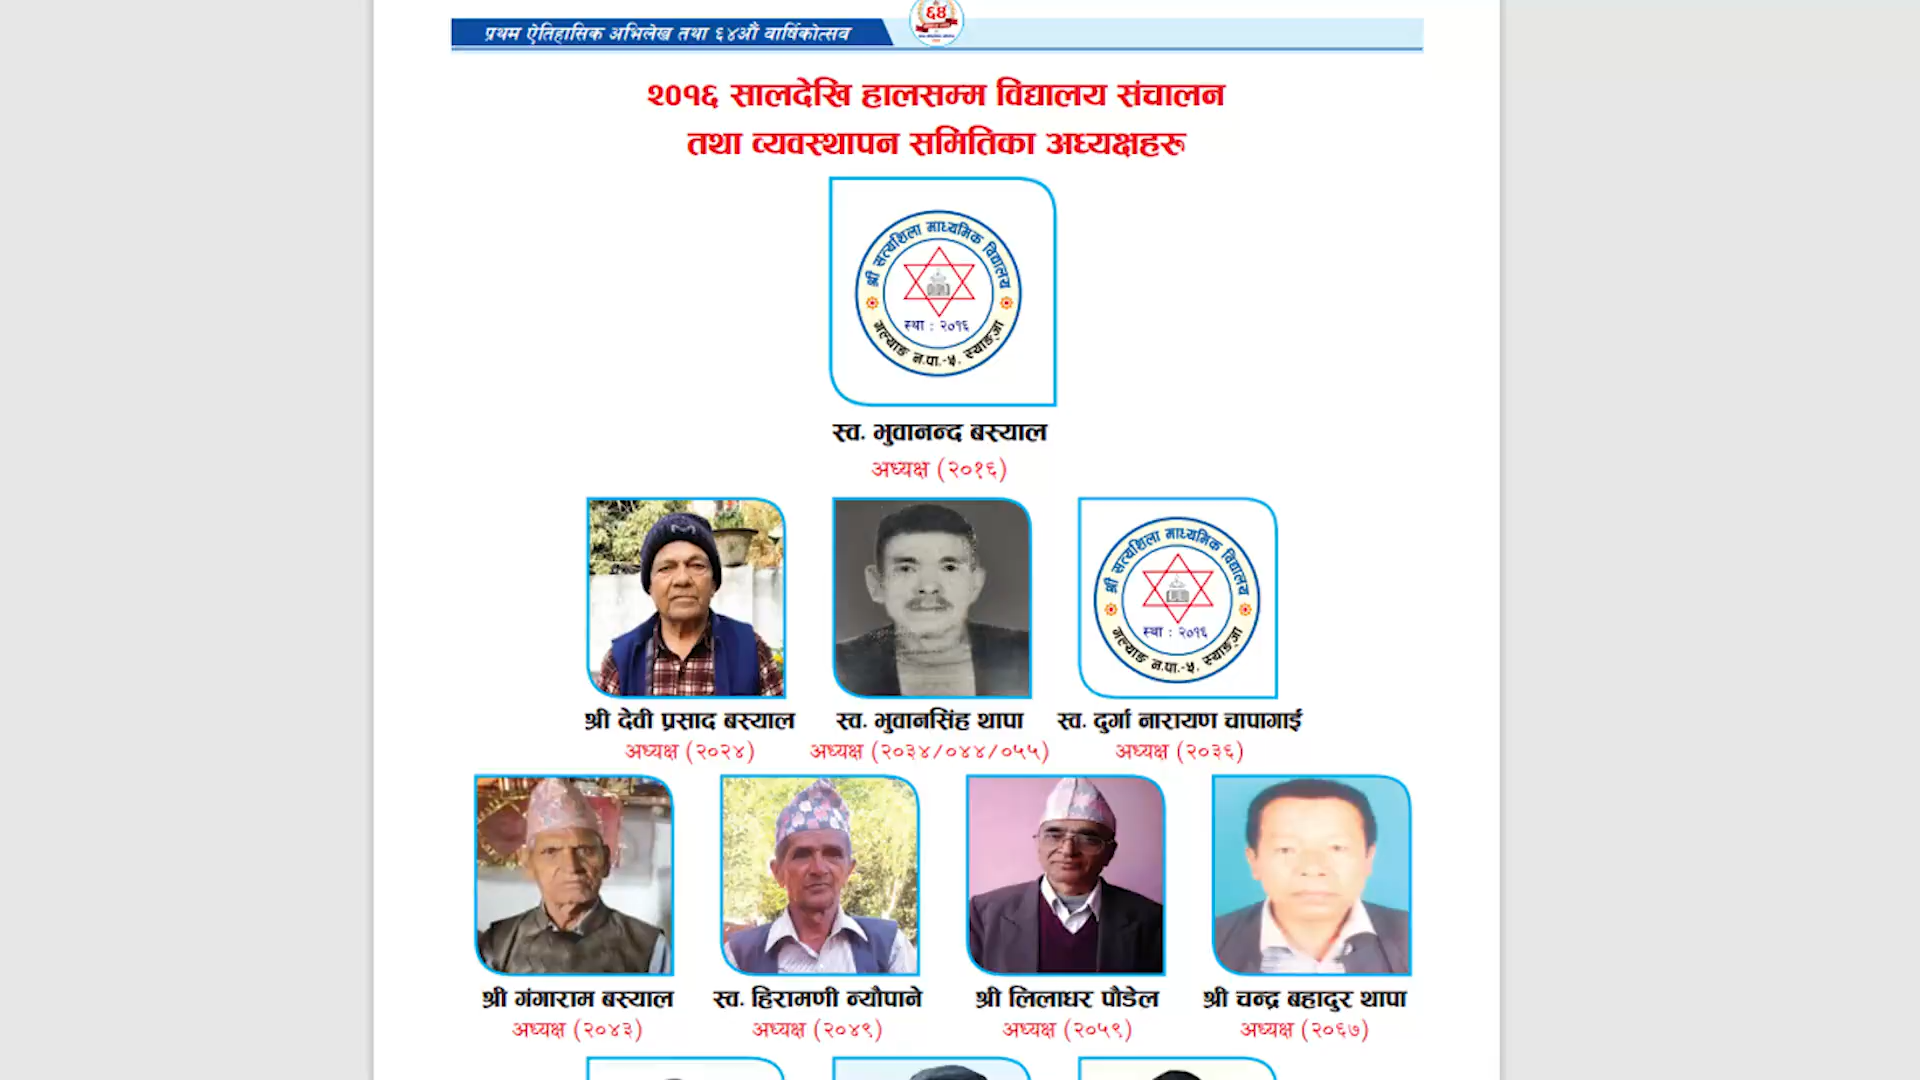 प्रथम ऐतिहासिक अभिलेख तथा ६४औं वार्षिकोत्सव
६४
२०१६ सालदेखि हालसम्म विद्यालय संचालन
तथा व्यवस्थापन समितिका अध्यक्षहरू
श्री सत्यशिला माध्यमिक विद्यालय
स्था : २०१६
गल्याङ न.पा.-५, स्याङ्जा
स्व. भुवानन्द बस्याल
अध्यक्ष (२०१६)
श्री सत्यशिला माध्यमिक विद्यालय
स्था : २०१६
गल्याङ न.पा.-५, स्याङ्जा
श्री देवी प्रसाद बस्याल स्व. भुवानसिंह थापा स्व. दुर्गा नारायण चापागाई
अध्यक्ष (२०२४) अध्यक्ष (२०३४/०४४/०५५) अध्यक्ष (२०३६)
श्री गंगाराम बस्याल स्व. हिरामणी न्यौपाने श्री लिलाधर पौडेल श्री चन्द्र बहादुर थापा
अध्यक्ष (२०४३) अध्यक्ष (२०४९) अध्यक्ष (२०५९) अध्यक्ष (२०६७)